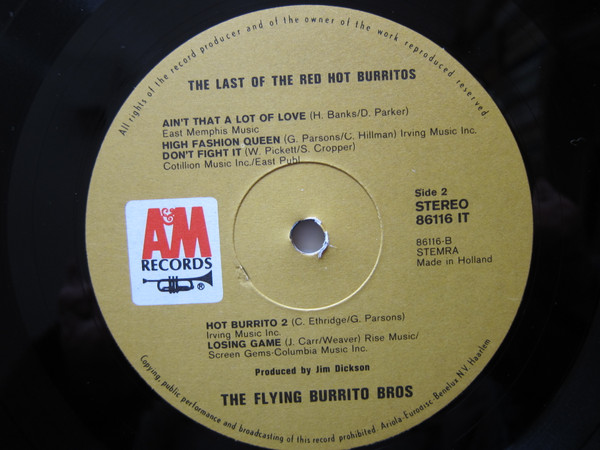 All rights of the record producer and of the owner of the work reproduced reserved.
THE LAST OF THE RED HOT BURRITOS
AIN'T THAT A LOT OF LOVE (H. Banks/D. Parker)
East Memphis Music
HIGH FASHION QUEEN (G. Parsons/C. Hillman) Irving Music Inc.
DON'T FIGHT IT (W. Pickett/S. Cropper)
Cotillion Music Inc./East Publ
A&M
RECORDS
®
Side 2
STEREO
86116 IT
86116-B
STEMRA
Made in Holland
HOT BURRITO 2 (C. Ethridge/G. Parsons)
Irving Music Inc.
LOSING GAME (J. Carr/Weaver) Rise Music/
Screen Gems-Columbia Music Inc.
Produced by Jim Dickson
THE FLYING BURRITO BROS
Copying, public performance and broadcasting of this record prohibited. Ariola-Eurodisc-Benelux N.V. Haarlem